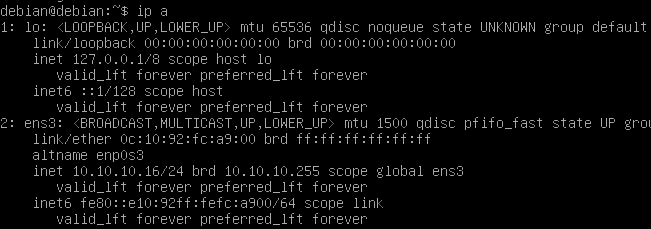 debian@debian:~$ ip a
1: lo: <LOOPBACK,UP,LOWER_UP> mtu 65536 qdisc noqueue state UNKNOWN group default
link/loopback 00:00:00:00:00:00 brd 00:00:00:00:00:00
inet 127.0.0.1/8 scope host lo
valid_lft forever preferred_lft forever
inet6 ::1/128 scope host
valid_lft forever preferred_lft forever
2: ens3: <BROADCAST,MULTICAST,UP,LOWER_UP> mtu 1500 qdisc pfifo_fast state UP grou
link/ether 0c:10:92:fc:a9:00 brd ff:ff:ff:ff:ff:ff
altname enp0s3
inet 10.10.10.16/24 brd 10.10.10.255 scope global ens3
valid_lft forever preferred_lft forever
inet6 fe80::e10:92ff:fefc:a900/64 scope link
valid_lft forever preferred_lft forever